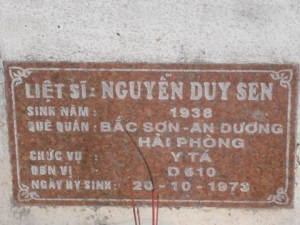 LIỆT SĨ: NGUYỄN DUY SEN
SINH NĂM : 1938
QUÊ QUÁN: BẮC SƠN-AN DƯƠNG
HẢI PHÒNG
CHỨC VỤ : Y TÁ
ĐƠN VỊ : D 610
NGÀY HY SINH: 20-10-1973